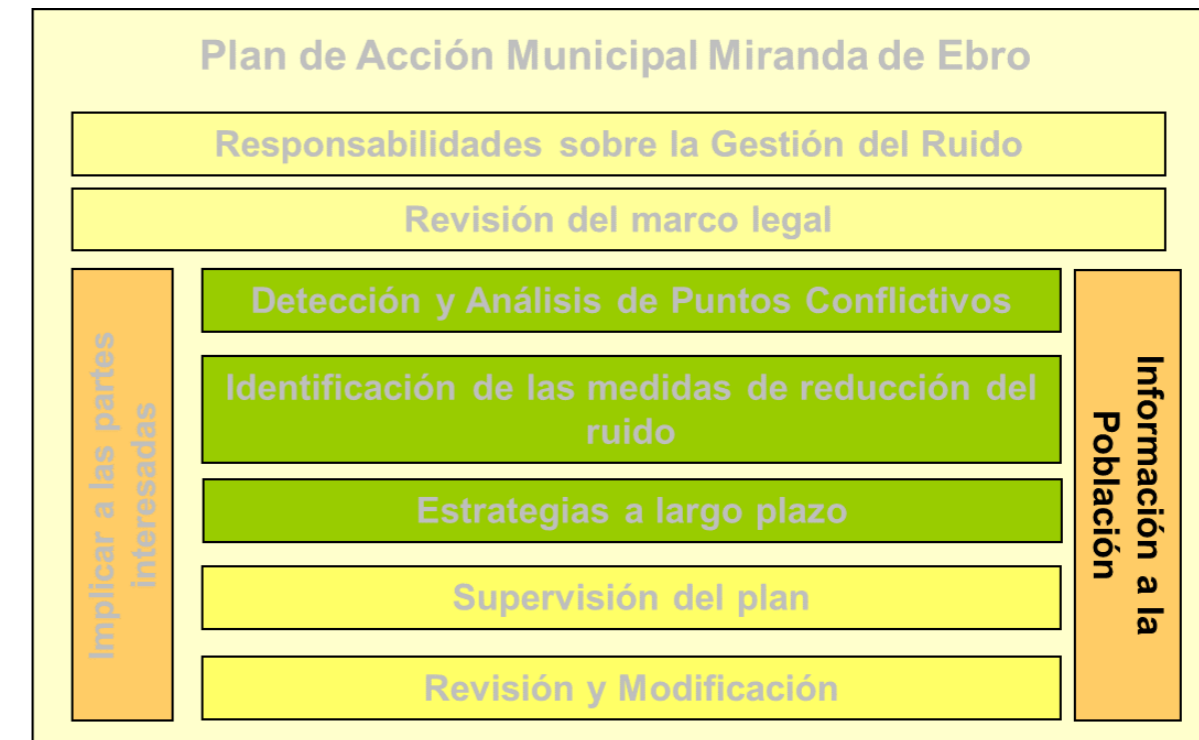 Plan de Acción Municipal Miranda de Ebro
Responsabilidades sobre la Gestión del Ruido
Revisión del marco legal
Implicar a las partes
interesadas
Detección y Análisis de Puntos Conflictivos
Identificación de las medidas de reducción del
ruido
Estrategias a largo plazo
Supervisión del plan
Revisión y Modificación
Información a la
Población